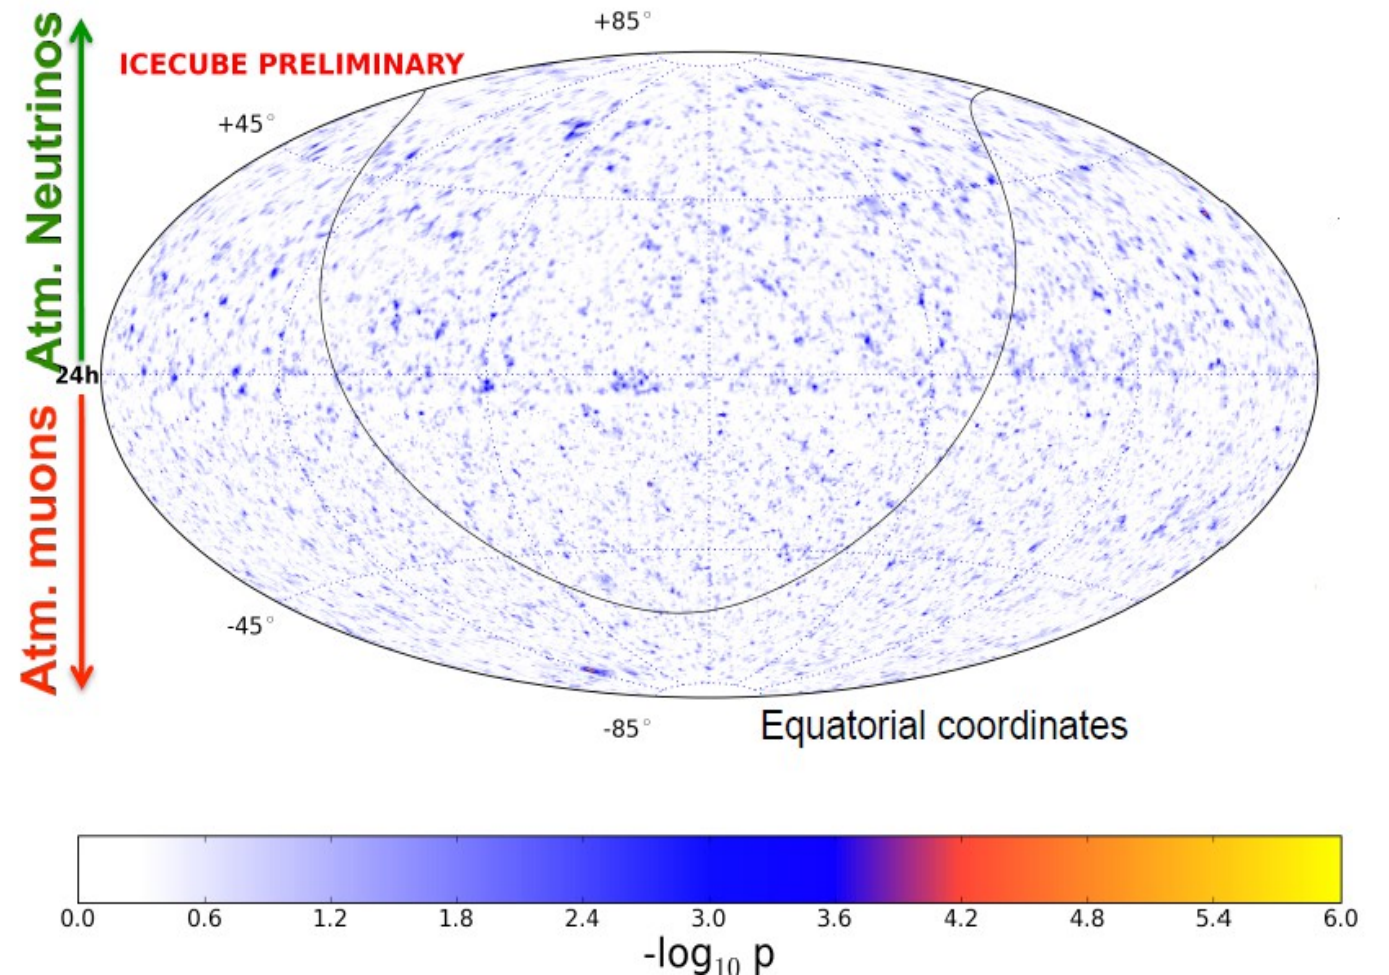 +85°
ICECUBE PRELIMINARY
Atm. Neutrinos
+45°
24h
Atm. muons
-45°
-85°
Equatorial coordinates
0.0 0.6 1.2 1.8 2.4 3.0 3.6 4.2 4.8 5.4 6.0
-log₁₀ p